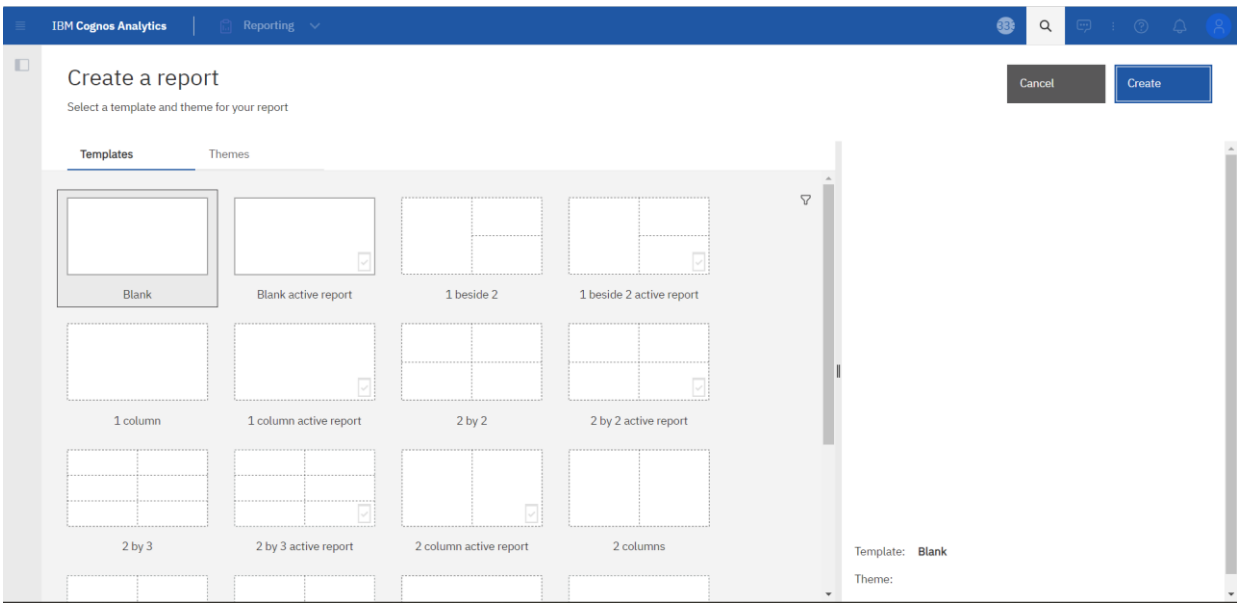 IBM Cognos Analytics Reporting
Create a report
Select a template and theme for your report
Cancel
Create
Templates Themes
Blank Blank active report 1 beside 2 1 beside 2 active report
1 column 1 column active report 2 by 2 2 by 2 active report
2 by 3 2 by 3 active report 2 column active report 2 columns
Template: Blank
Theme: